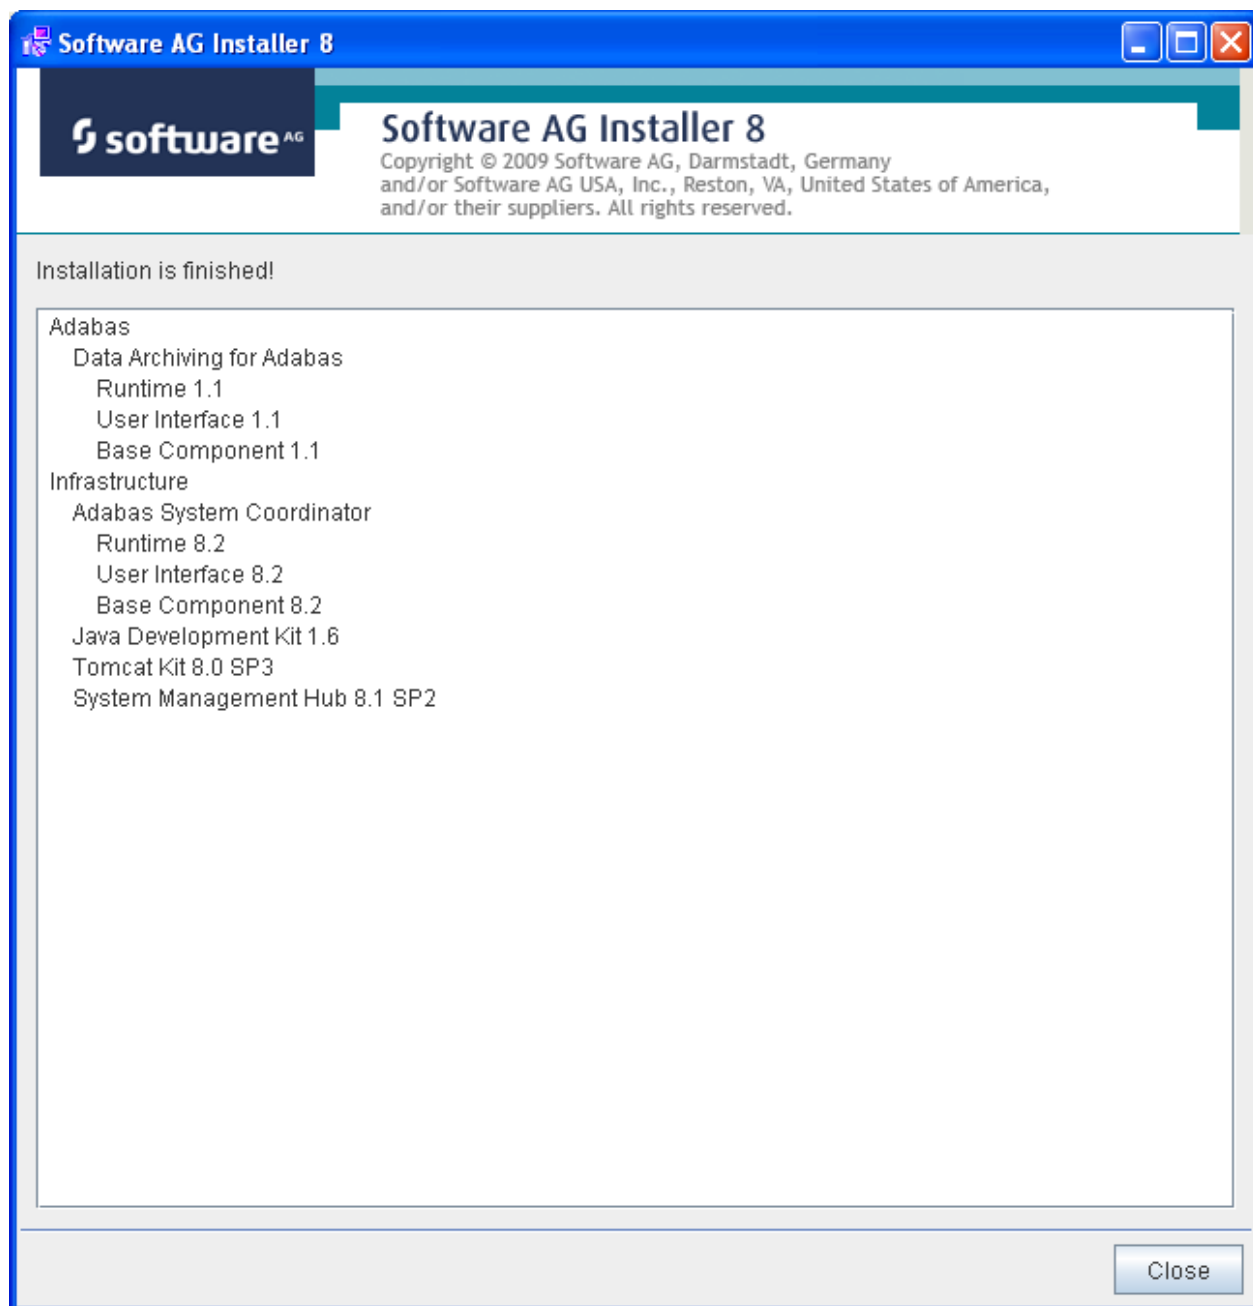 Software AG Installer 8
software AG
Software AG Installer 8
Copyright © 2009 Software AG, Darmstadt, Germany
and/or Software AG USA, Inc., Reston, VA, United States of America,
and/or their suppliers. All rights reserved.
Installation is finished!
Adabas
Data Archiving for Adabas
Runtime 1.1
User Interface 1.1
Base Component 1.1
Infrastructure
Adabas System Coordinator
Runtime 8.2
User Interface 8.2
Base Component 8.2
Java Development Kit 1.6
Tomcat Kit 8.0 SP3
System Management Hub 8.1 SP2
Close